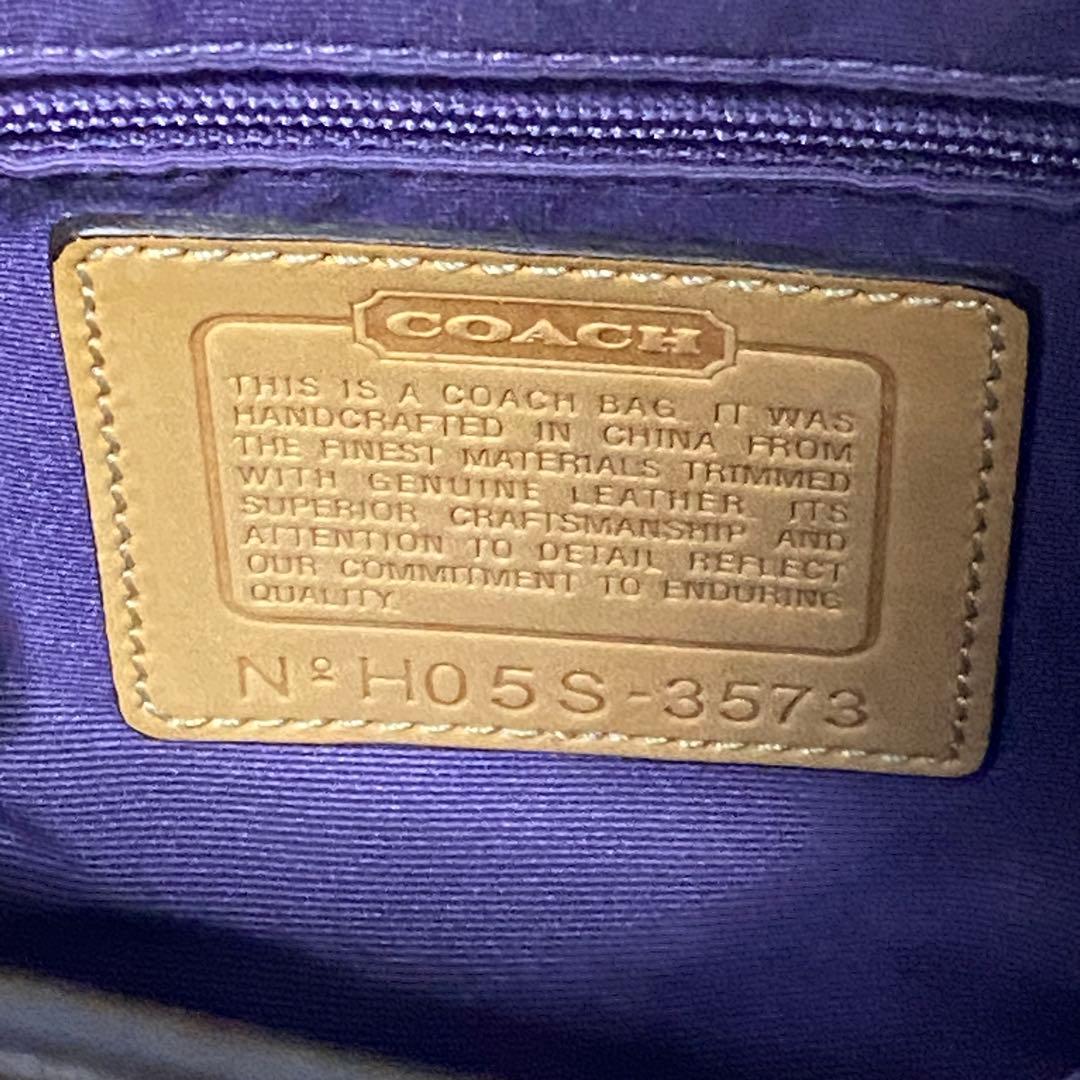 COACH
THIS IS A COACH BAG. IT WAS
HANDCRAFTED IN CHINA FROM
THE FINEST MATERIALS TRIMMED
WITH GENUINE LEATHER. ITS
SUPERIOR CRAFTSMANSHIP AND
ATTENTION TO DETAIL REFLECT
OUR COMMITMENT TO ENDURING
QUALITY.
Nº H05S-3573